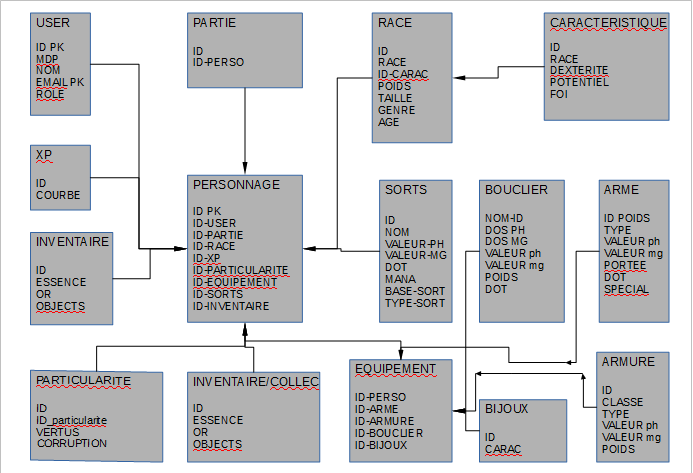 USER
ID PK
MDP
NOM
EMAIL PK
ROLE
PARTIE
ID
ID-PERSO
RACE
ID
RACE
ID-CARAC
POIDS
TAILLE
GENRE
AGE
CARACTERISTIQUE
ID
RACE
DEXTERITE
POTENTIEL
FOI
XP
ID
COURBE
PERSONNAGE
ID PK
ID-USER
ID-PARTIE
ID-RACE
ID-XP
ID-PARTICULARITE
ID-EQUIPEMENT
ID-SORTS
ID-INVENTAIRE
SORTS
ID
NOM
VALEUR-PH
VALEUR-MG
DOT
MANA
BASE-SORT
TYPE-SORT
BOUCLIER
NOM-ID
DOS PH
DOS MG
VALEUR ph
VALEUR mg
POIDS
DOT
ARME
ID POIDS
TYPE
VALEUR ph
VALEUR mg
PORTEE
DOT
SPECIAL
INVENTAIRE
ID
ESSENCE
OR
OBJECTS
PARTICULARITE
ID
ID_particularite
VERTUS
CORRUPTION
INVENTAIRE/COLLEC
ID
ESSENCE
OR
OBJECTS
EQUIPEMENT
ID-PERSO
ID-ARME
ID-ARMURE
ID-BOUCLIER
ID-BIJOUX
BIJOUX
ID
CARAC
ARMURE
ID
CLASSE
TYPE
VALEUR ph
VALEUR mg
POIDS